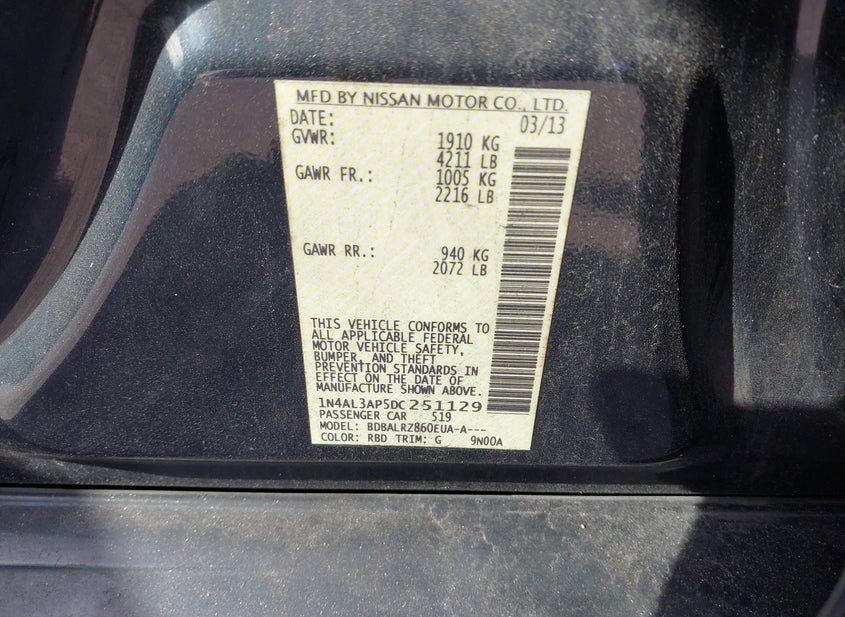 MFD BY NISSAN MOTOR CO., LTD.
DATE: 03/13
GVWR: 1910 KG
4211 LB
GAWR FR.: 1005 KG
2216 LB
GAWR RR.: 940 KG
2072 LB
THIS VEHICLE CONFORMS TO
ALL APPLICABLE FEDERAL
MOTOR VEHICLE SAFETY,
BUMPER, AND THEFT
PREVENTION STANDARDS IN
EFFECT ON THE DATE OF
MANUFACTURE SHOWN ABOVE.
1N4AL3AP5DC251129
PASSENGER CAR 519
MODEL: BDBALRZ860EUA-A---
COLOR: RBD TRIM: G 9N00A